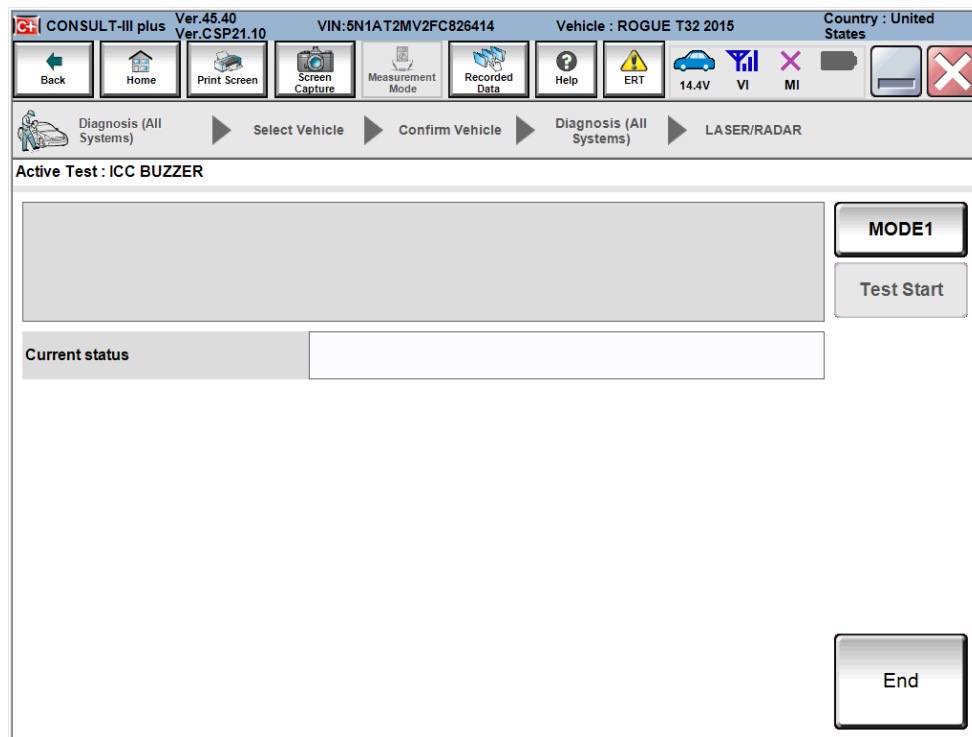 C+ CONSULT-III plus Ver.45.40 VIN:5N1AT2MV2FC826414 Vehicle : ROGUE T32 2015 Country : United
Ver.CSP21.10 States
Back Home Print Screen Screen Capture Measurement Mode Recorded Data Help ERT 14.4V VI MI
Diagnosis (All Systems) Select Vehicle Confirm Vehicle Diagnosis (All Systems) LASER/RADAR
Active Test : ICC BUZZER
MODE1
Test Start
Current status
End